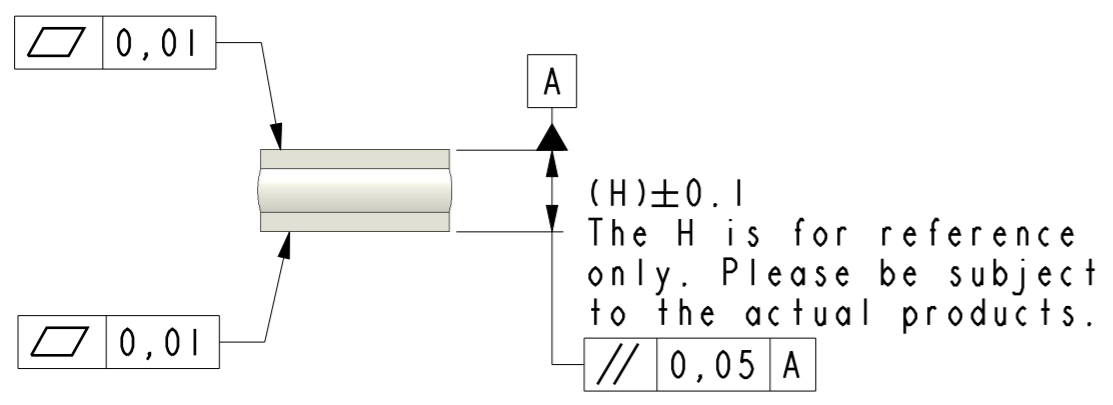 0,01
A
(H)±0.1
The H is for reference
only. Please be subject
to the actual products.
0,01
// 0,05 A